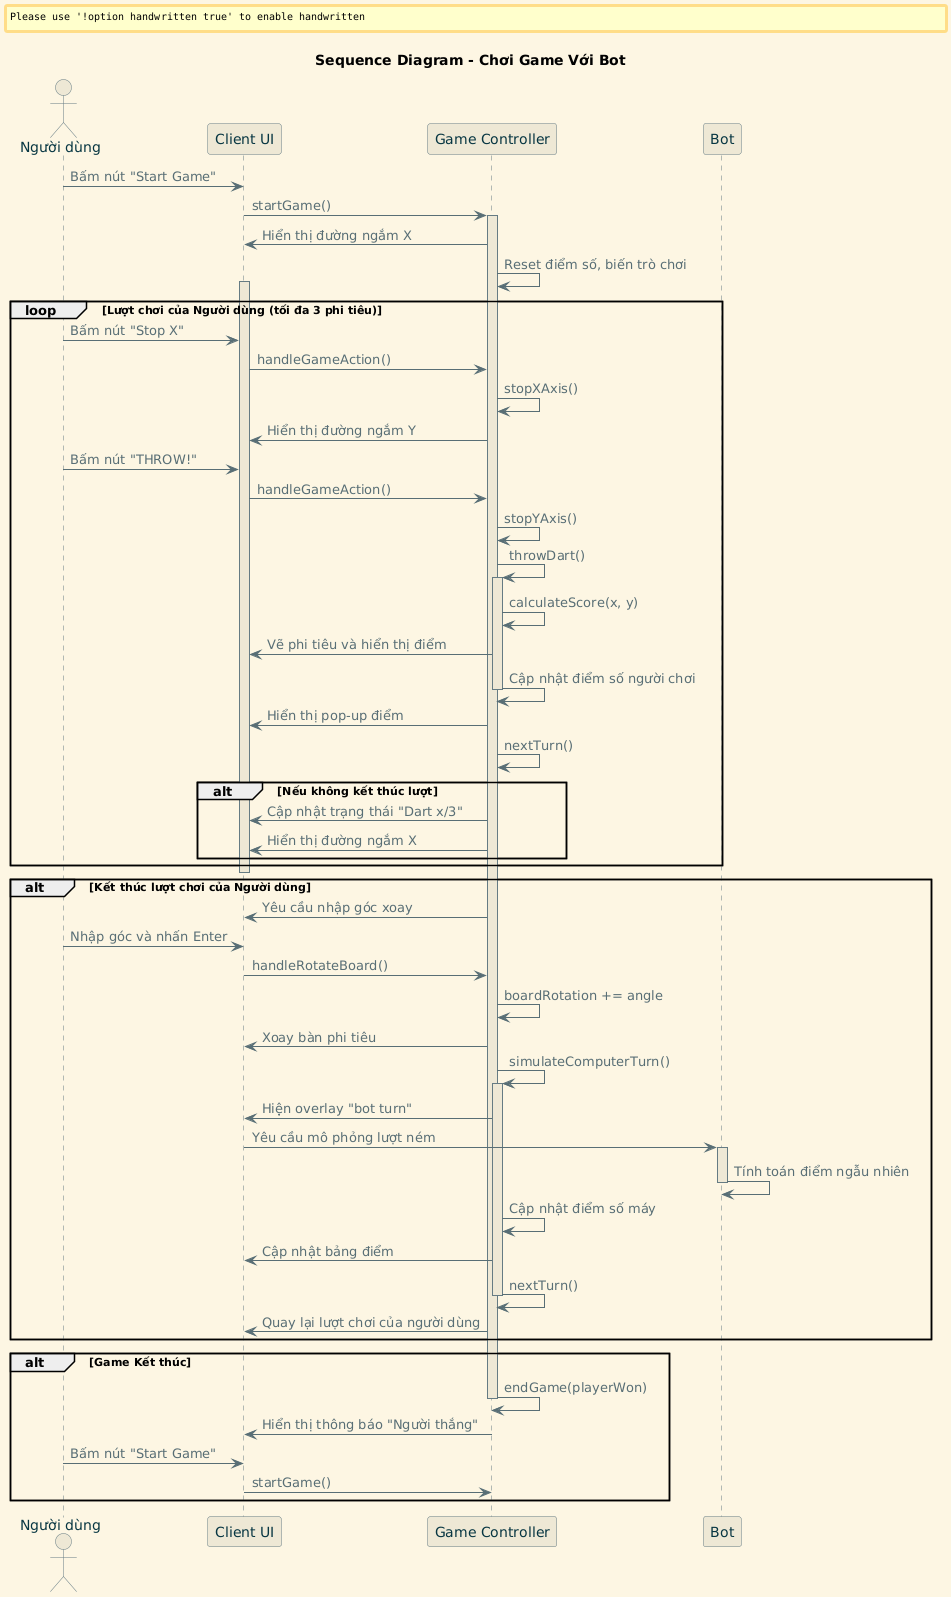 Please use '!option handwritten true' to enable handwritten
Sequence Diagram - Chơi Game Với Bot
Người dùng
Client UI
Game Controller
Bot
Bấm nút "Start Game"
startGame()
Hiển thị đường ngắm X
Reset điểm số, biến trò chơi
loop
[Lượt chơi của Người dùng (tối đa 3 phi tiêu)]
Bấm nút "Stop X"
handleGameAction()
stopXAxis()
Hiển thị đường ngắm Y
Bấm nút "THROW!"
handleGameAction()
stopYAxis()
throwDart()
calculateScore(x, y)
Vẽ phi tiêu và hiển thị điểm
Cập nhật điểm số người chơi
Hiển thị pop-up điểm
nextTurn()
alt
[Nếu không kết thúc lượt]
Cập nhật trạng thái "Dart x/3"
Hiển thị đường ngắm X
alt
[Kết thúc lượt chơi của Người dùng]
Yêu cầu nhập góc xoay
Nhập góc và nhấn Enter
handleRotateBoard()
boardRotation += angle
Xoay bàn phi tiêu
simulateComputerTurn()
Hiện overlay "bot turn"
Yêu cầu mô phỏng lượt ném
Tính toán điểm ngẫu nhiên
Cập nhật điểm số máy
Cập nhật bảng điểm
nextTurn()
Quay lại lượt chơi của người dùng
alt
[Game Kết thúc]
endGame(playerWon)
Hiển thị thông báo "Người thắng"
Bấm nút "Start Game"
startGame()
Người dùng
Client UI
Game Controller
Bot